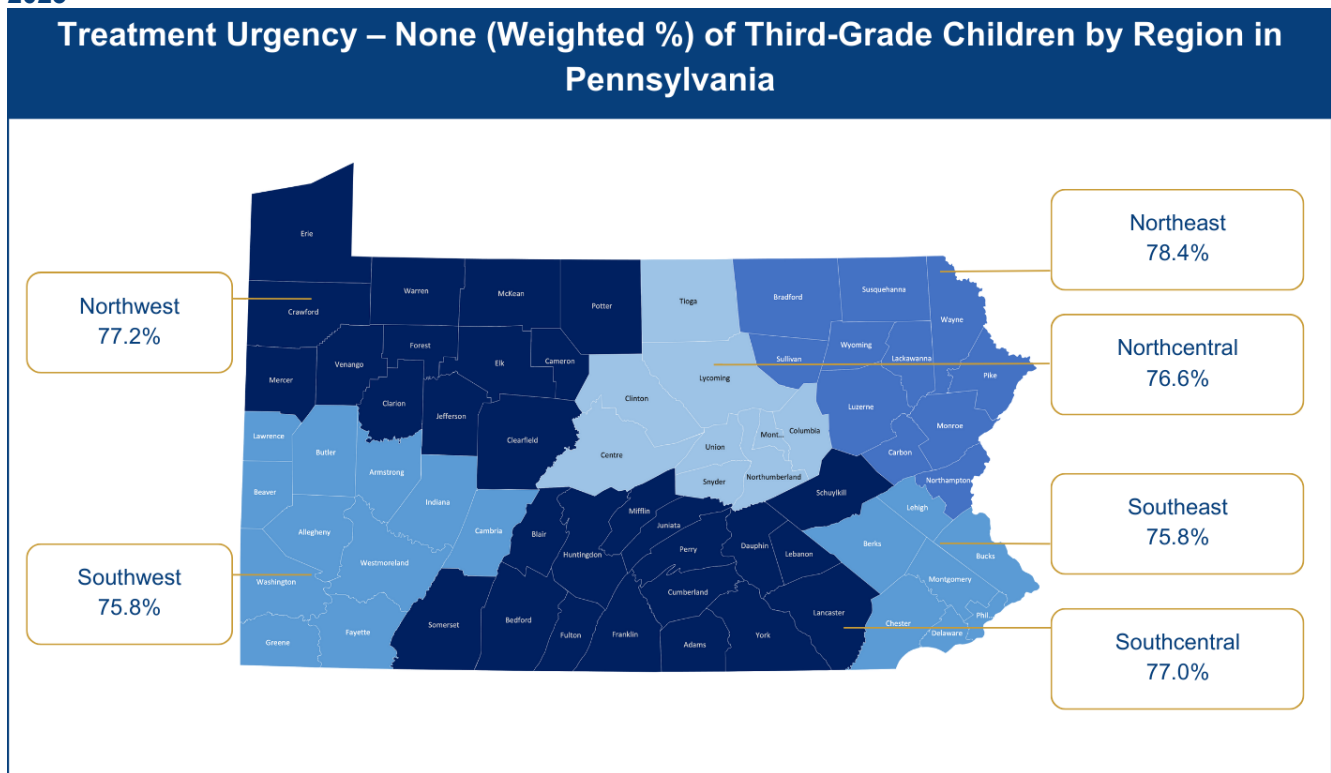 Treatment Urgency – None (Weighted %) of Third-Grade Children by Region in
Pennsylvania
Northeast
78.4%
Northwest
77.2%
Northcentral
76.6%
Southeast
75.8%
Southwest
75.8%
Southcentral
77.0%
Erie
Crawford
Warren
McKean
Potter
Mercer
Venango
Forest
Elk
Cameron
Clarion
Jefferson
Clearfield
Tioga
Lycoming
Clinton
Centre
Union
Mont...
Columbia
Snyder
Northumberland
Bradford
Susquehanna
Wayne
Sullivan
Wyoming
Lackawanna
Pike
Luzerne
Monroe
Carbon
Northampton
Lawrence
Butler
Armstrong
Beaver
Indiana
Allegheny
Cambria
Westmoreland
Washington
Greene
Fayette
Somerset
Bedford
Blair
Huntingdon
Mifflin
Juniata
Perry
Cumberland
Fulton
Franklin
Adams
York
Dauphin
Lebanon
Lancaster
Schuylkill
Lehigh
Berks
Bucks
Montgomery
Chester
Delaware
Phil.